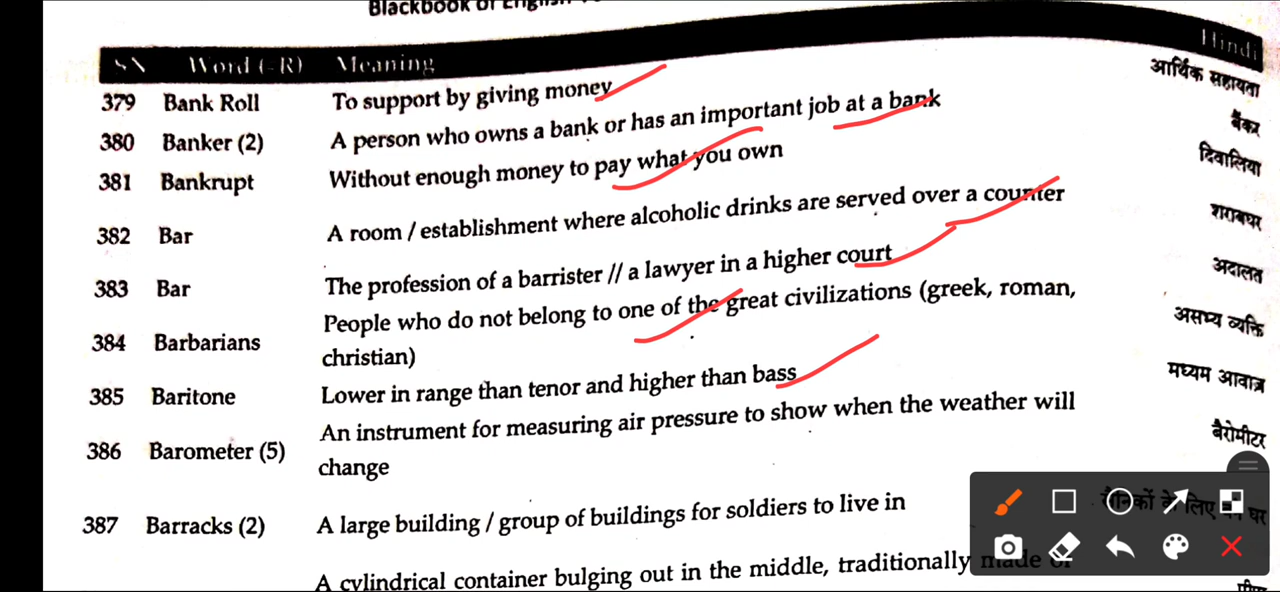 Blackbook of English
SN Word (-R) Meaning Hindi
379 Bank Roll To support by giving money आर्थिक सहायता
380 Banker (2) A person who owns a bank or has an important job at a bank बैंकर
381 Bankrupt Without enough money to pay what you own दिवालिया
382 Bar A room / establishment where alcoholic drinks are served over a counter शराबघर
383 Bar The profession of a barrister // a lawyer in a higher court अदालत
384 Barbarians People who do not belong to one of the great civilizations (greek, roman, असभ्य व्यक्ति
christian)
385 Baritone Lower in range than tenor and higher than bass मध्यम आवाज़
386 Barometer (5) An instrument for measuring air pressure to show when the weather will बैरोमीटर
change
387 Barracks (2) A large building / group of buildings for soldiers to live in सैनिकों के लिए घर
A cylindrical container bulging out in the middle, traditionally made of